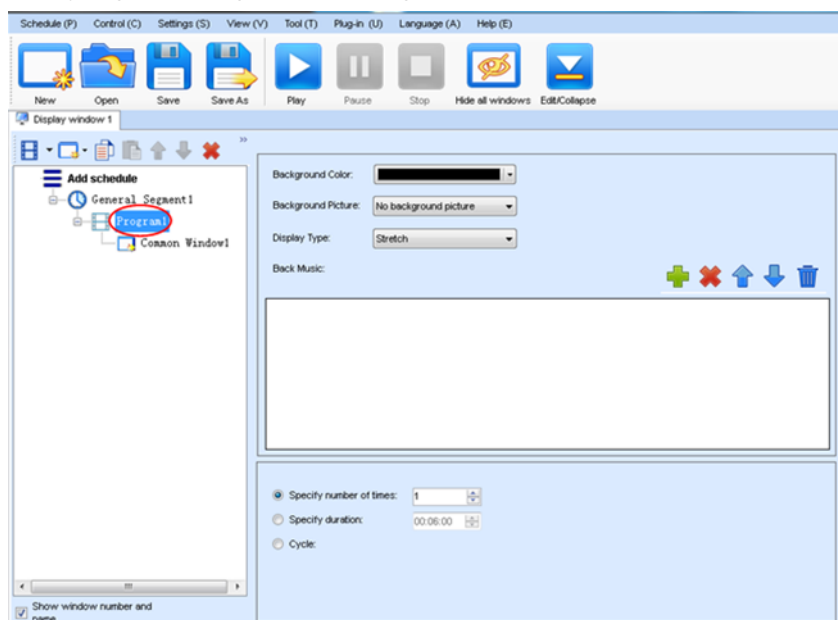 Schedule (P) Control (C) Settings (S) View (V) Tool (T) Plug-in (U) Language (A) Help (E)
New Open Save Save As Play Pause Stop Hide all windows Edit/Collapse
Display window 1
Add schedule
General Segment1
Program1
Common Window1
Show window number and
name
Background Color:
Background Picture: No background picture
Display Type: Stretch
Back Music:
Specify number of times: 1
Specify duration: 00:06:00
Cycle: